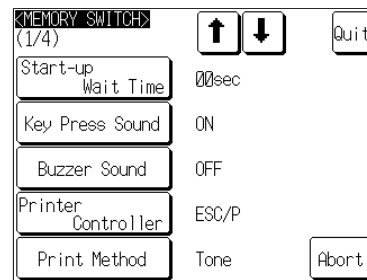 <MEMORY SWITCH>
(1/4)
Quit
Start-up
Wait Time
00sec
Key Press Sound
ON
Buzzer Sound
OFF
Printer
Controller
ESC/P
Print Method
Tone
Abort